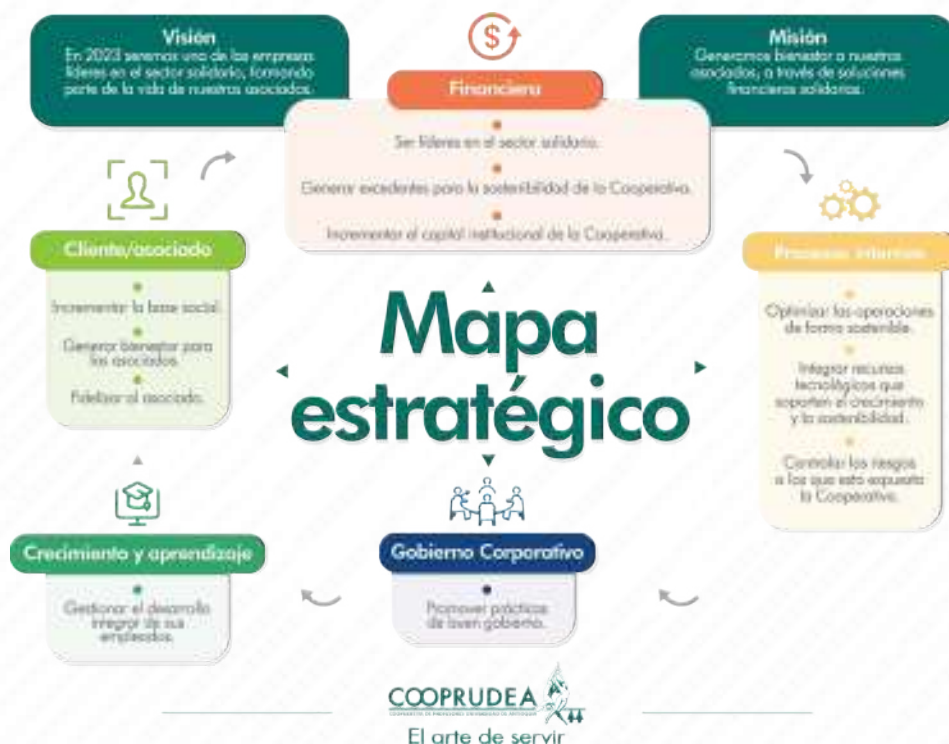 Visión
En 2023 seremos una de las empresas
líderes en el sector solidario, formando
parte de la vida de nuestros asociados.
Financiera
Ser líderes en el sector solidario.
Generar excedentes para la sostenibilidad de la Cooperativa.
Incrementar el capital institucional de la Cooperativa.
Misión
Generamos bienestar a nuestros
asociados, a través de soluciones
financieras solidarias.
Cliente/asociado
Incrementar la base social.
Generar bienestar para
los asociados.
Fidelizar al asociado.
Mapa
estratégico
Procesos internos
Optimizar las operaciones
de forma sostenible.
Integrar recursos
tecnológicos que
soporten el crecimiento
y la sostenibilidad.
Controlar los riesgos
a los que esta expuesta
la Cooperativa.
Crecimiento y aprendizaje
Gestionar el desarrollo
integral de sus
empleados.
Gobierno Corporativo
Promover prácticas
de buen gobierno.
COOPRUDEA
El arte de servir